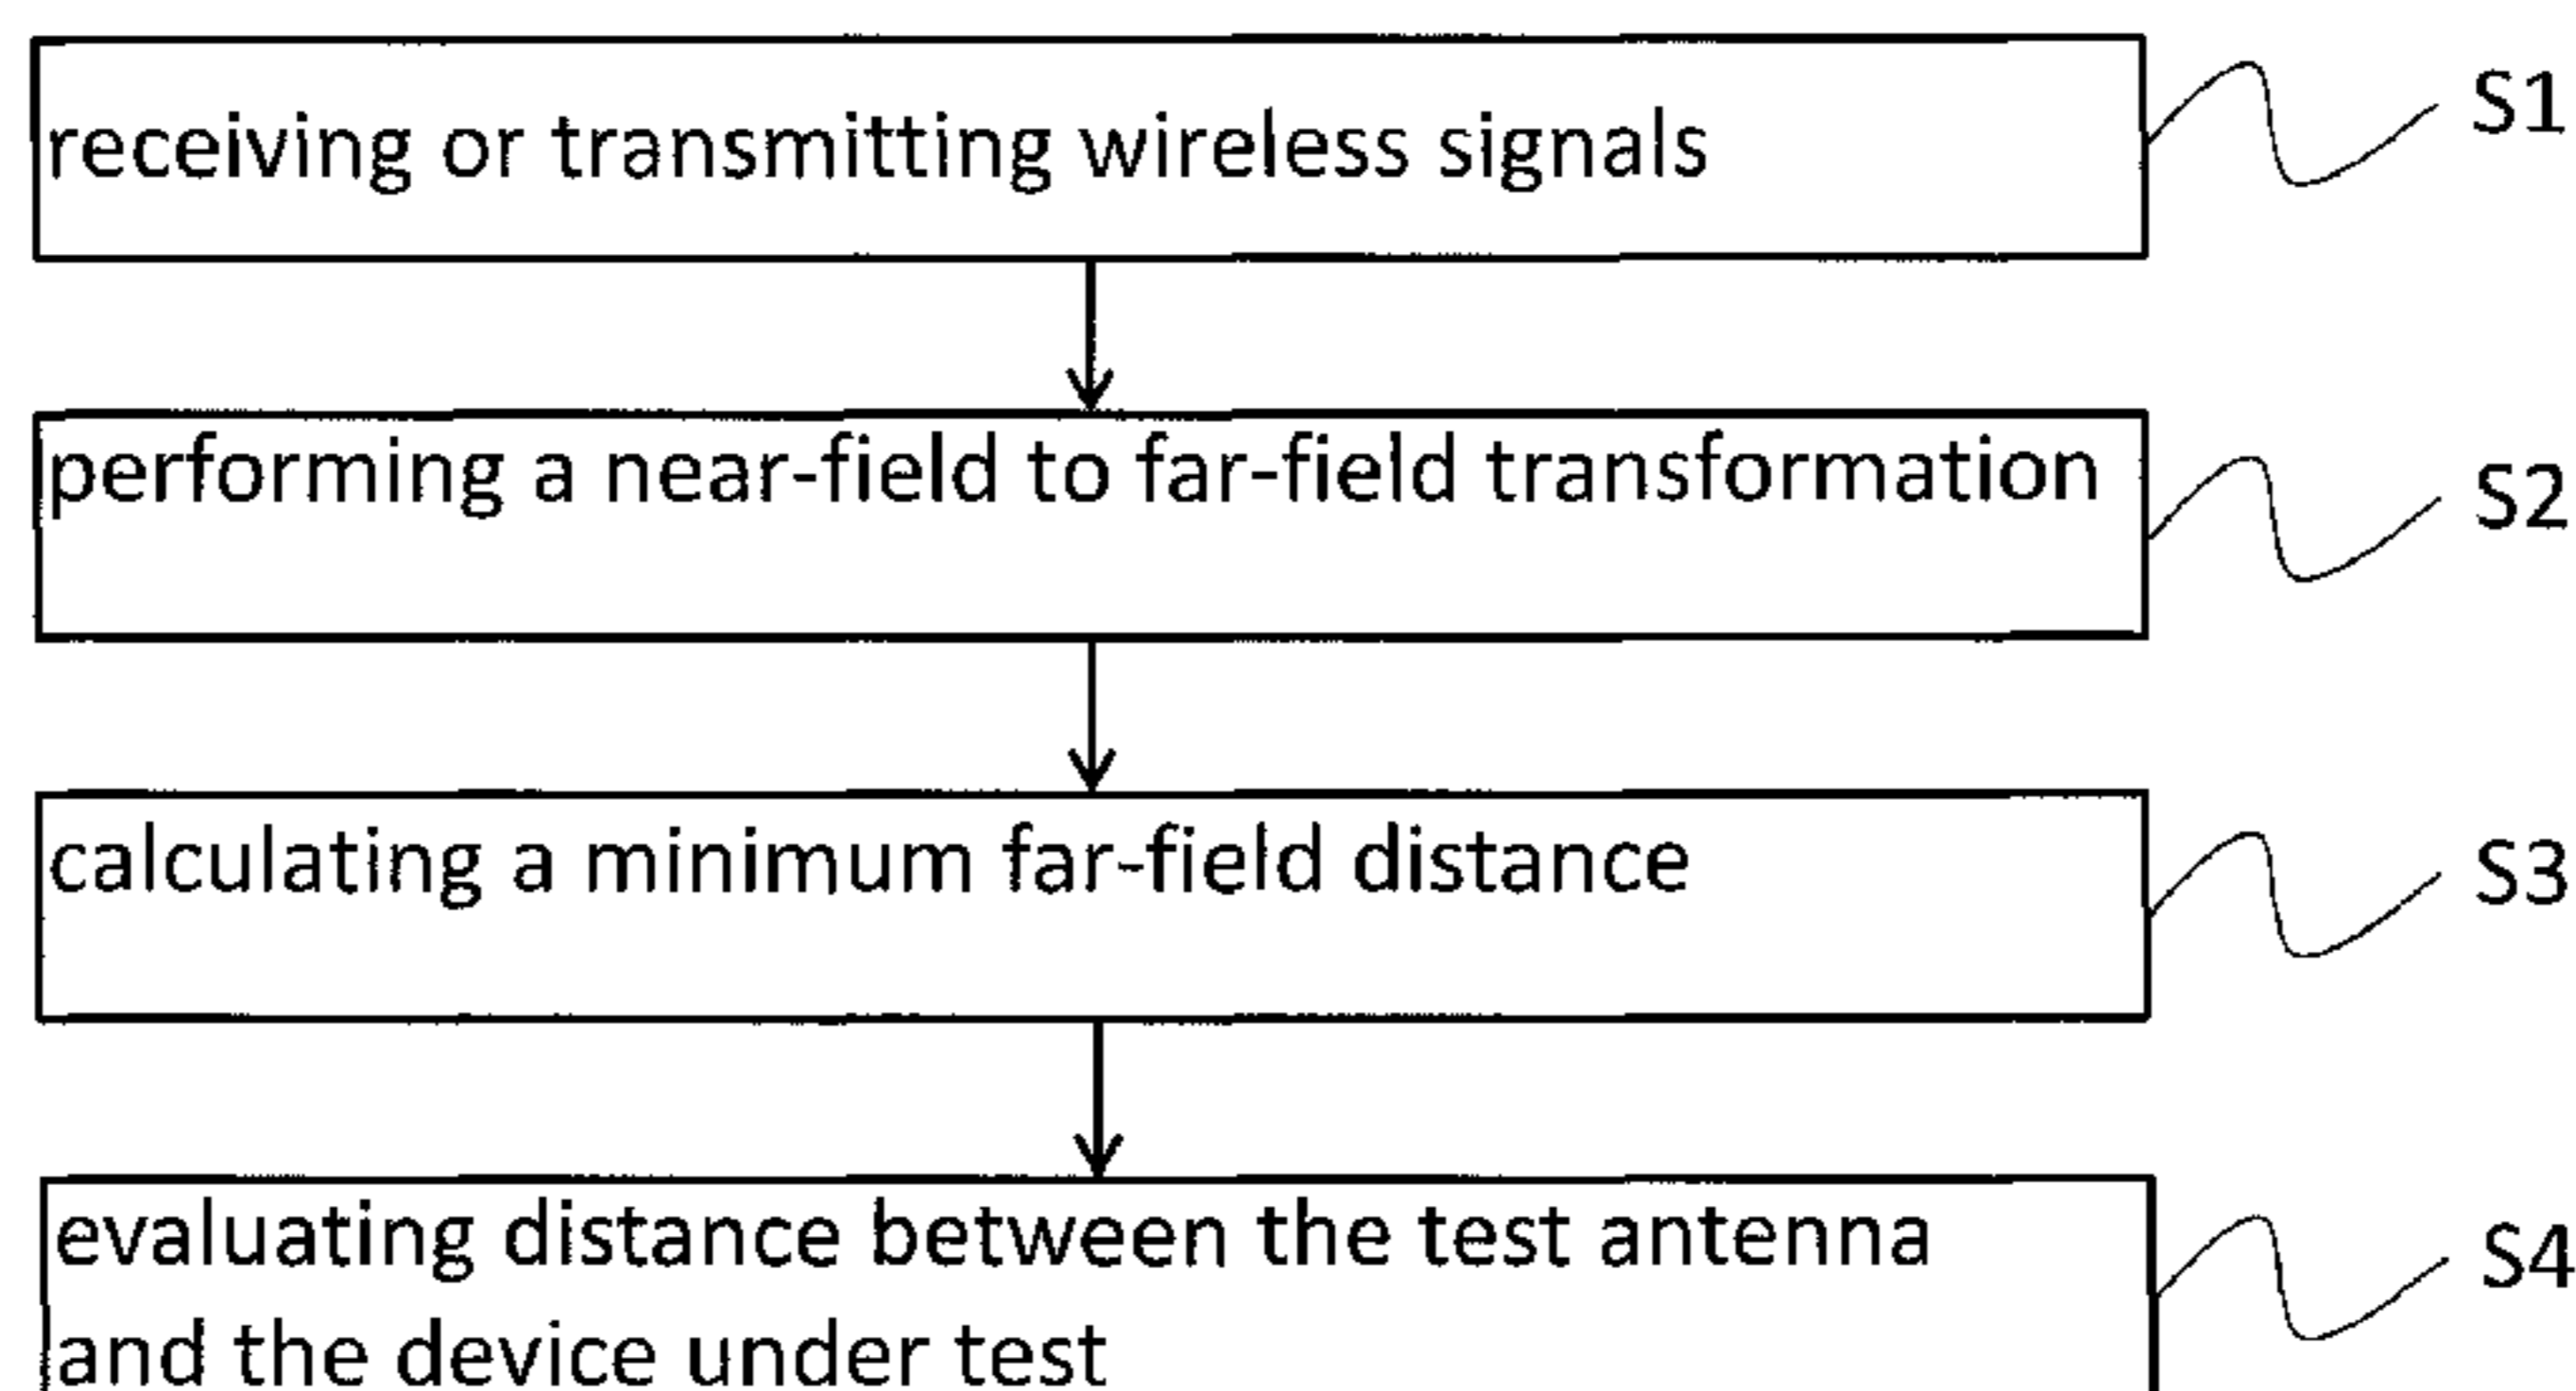 receiving or transmitting wireless signals
S1
performing a near-field to far-field transformation
S2
calculating a minimum far-field distance
S3
evaluating distance between the test antenna
and the device under test
S4